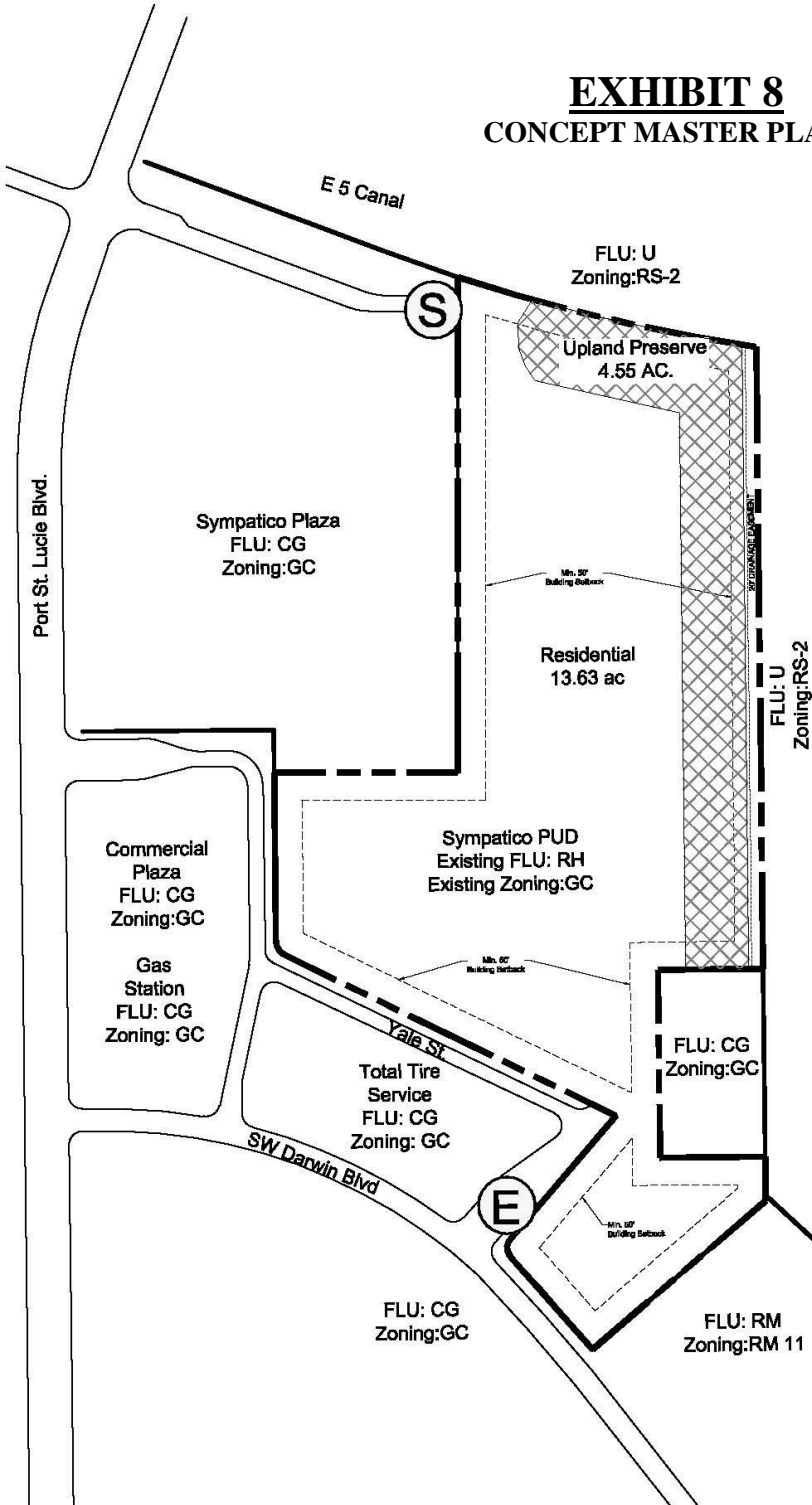 EXHIBIT 8
CONCEPT MASTER PLA
E 5 Canal
FLU: U
Zoning:RS-2
S
Upland Preserve
4.55 AC.
Port St. Lucie Blvd.
Sympatico Plaza
FLU: CG
Zoning:GC
20' DRAINAGE EASEMENT
Min. 50'
Building Setback
Residential
13.63 ac
FLU: U
Zoning:RS-2
Commercial
Plaza
FLU: CG
Zoning:GC
Gas
Station
FLU: CG
Zoning: GC
Sympatico PUD
Existing FLU: RH
Existing Zoning:GC
Min. 50'
Building Setback
Yale St.
Total Tire
Service
FLU: CG
Zoning: GC
FLU: CG
Zoning:GC
SW Darwin Blvd
E
Min. 50'
Building Setback
FLU: CG
Zoning:GC
FLU: RM
Zoning:RM 11